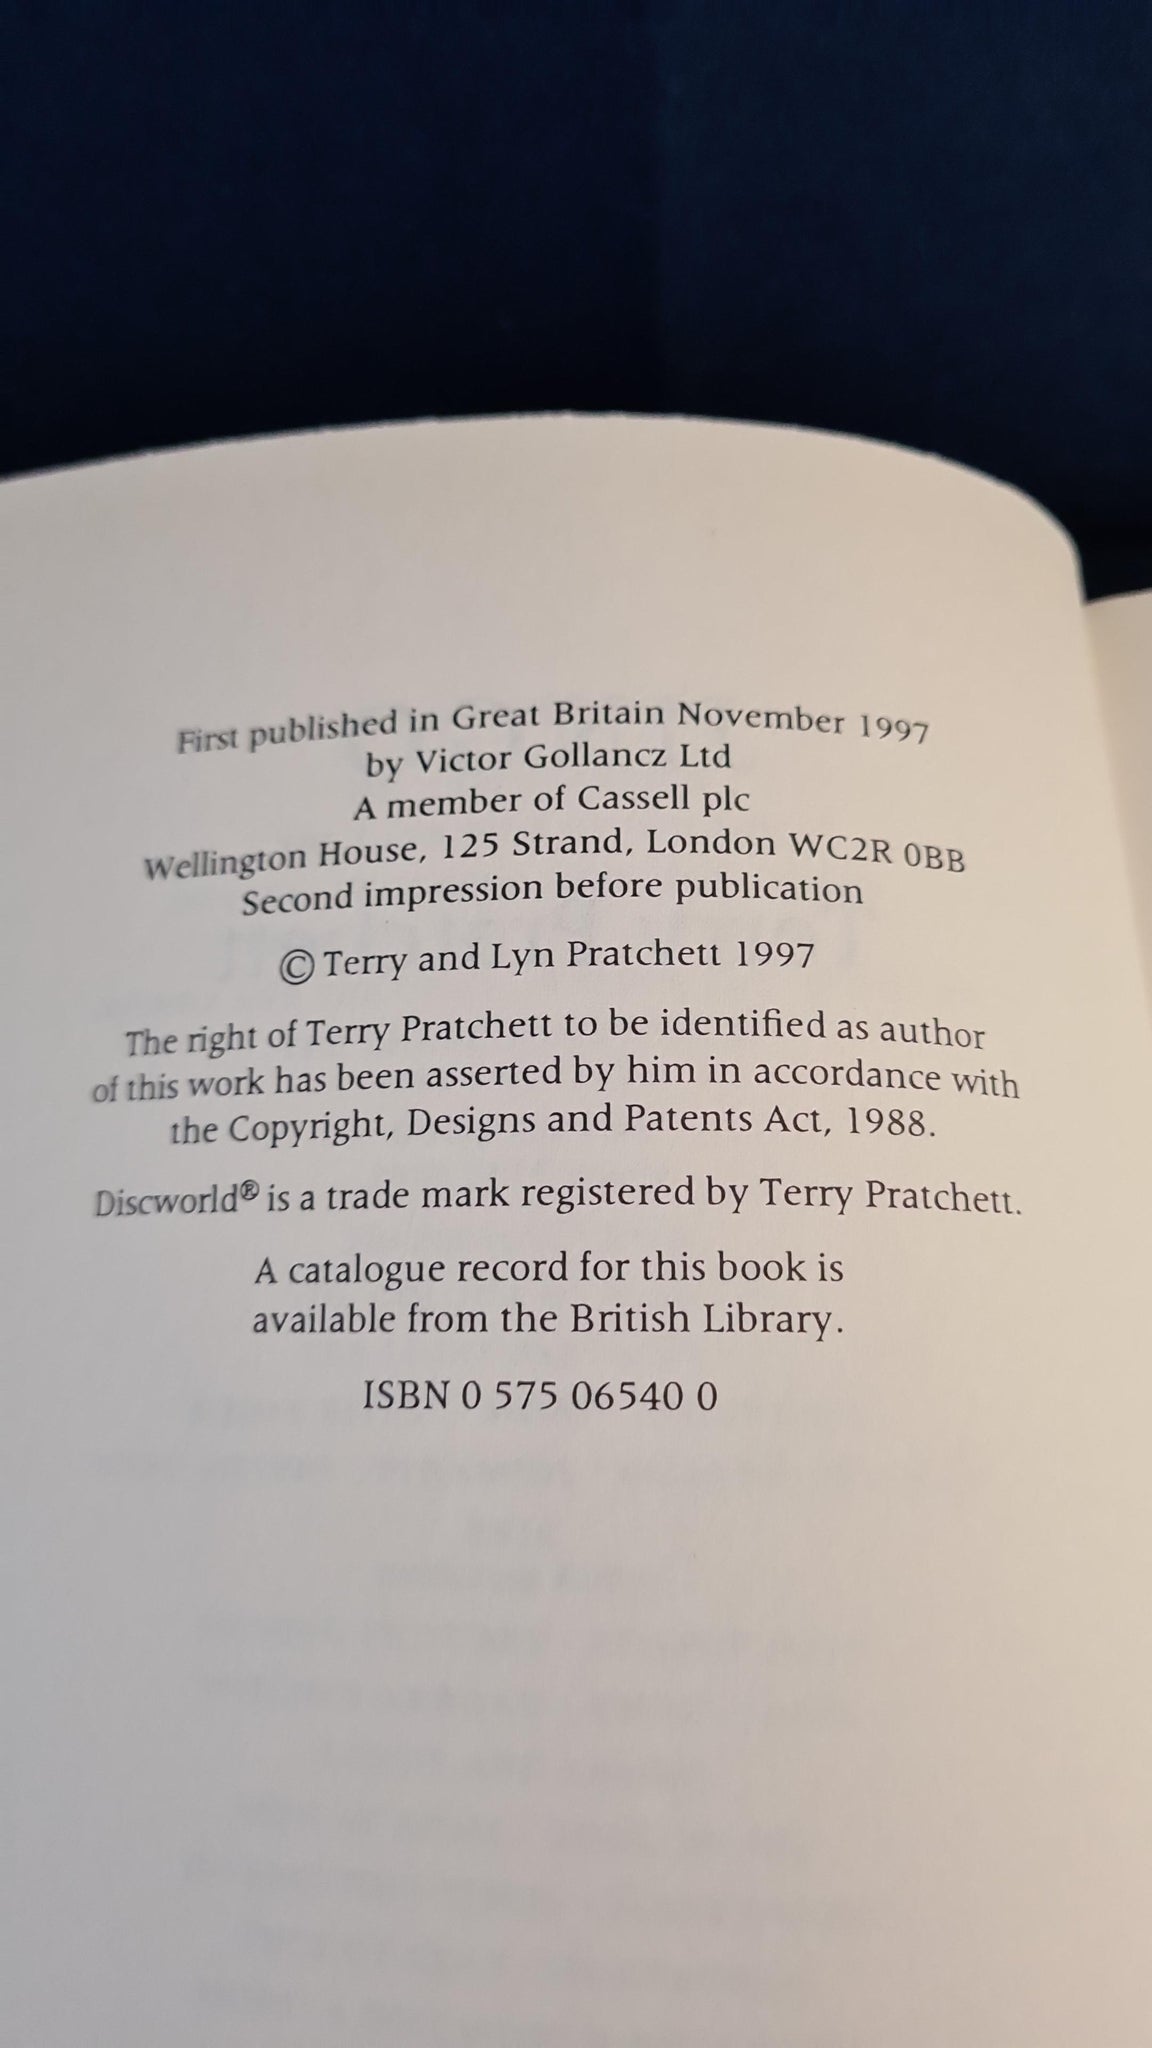 First published in Great Britain November 1997
by Victor Gollancz Ltd
A member of Cassell plc
Wellington House, 125 Strand, London WC2R 0BB
Second impression before publication
© Terry and Lyn Pratchett 1997
The right of Terry Pratchett to be identified as author
of this work has been asserted by him in accordance with
the Copyright, Designs and Patents Act, 1988.
Discworld® is a trade mark registered by Terry Pratchett.
A catalogue record for this book is
available from the British Library.
ISBN 0 575 06540 0